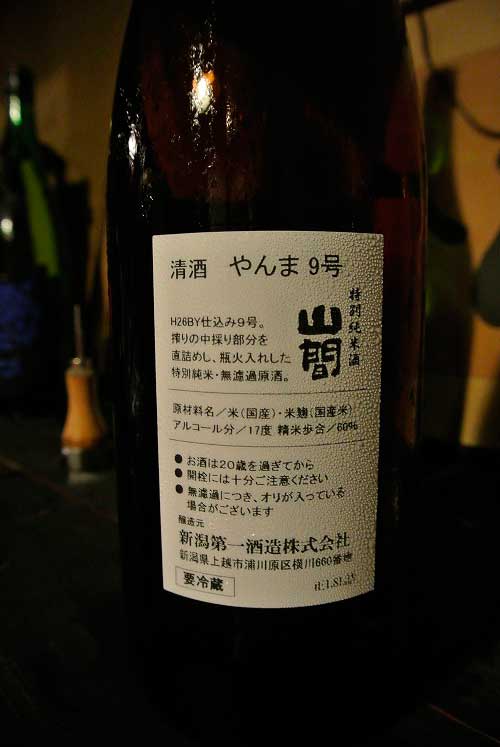 清酒 やんま 9号
特別純米酒
山間
H26BY仕込み9号。
搾りの中採り部分を
直詰めし、瓶火入れした
特別純米・無濾過原酒。
原材料名／米（国産）・米麹（国産米）
アルコール分／17度 精米歩合／60%
● お酒は20歳を過ぎてから
● 開栓には十分ご注意ください
● 無濾過につき、オリが入っている
場合がございます
醸造元
新潟第一酒造株式会社
新潟県上越市浦川原区横川660番地
要冷蔵